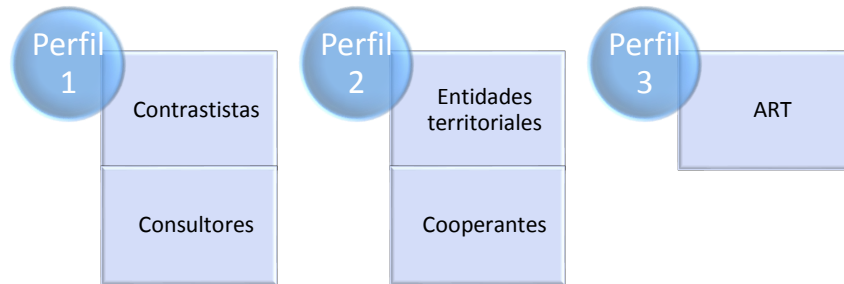 Perfil
1
Contrastistas
Consultores
Perfil
2
Entidades
territoriales
Cooperantes
Perfil
3
ART